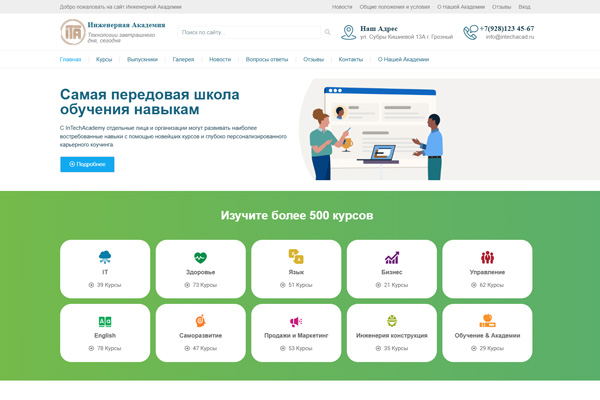 Добро пожаловать на сайт Инженерной Академии
Новости Общие положения и условия О Нашей Академии Отзывы Вход
ITA
Инженерная Академия
Технологии завтрашнего
дня, сегодня
Поиск по сайту...
Наш Адрес
ул. Субры Кишиевой 13А г. Грозный
+7(928)123 45-67
info@intechacad.ru
Главная Курсы Выпускники Галерея Новости Вопросы ответы Отзывы Контакты О Нашей Академии
Самая передовая школа
обучения навыкам
С InTechAcademy отдельные лица и организации могут развивать наиболее
востребованные навыки с помощью новейших курсов и глубоко персонализированного
карьерного коучинга.
Подробнее
Изучите более 500 курсов
IT
39 Курсы
Здоровье
73 Курсы
Язык
51 Курсы
Бизнес
21 Курсы
Управление
62 Курсы
English
78 Курсы
Саморазвитие
47 Курсы
Продажи и Маркетинг
53 Курсы
Инженерия конструкция
35 Курсы
Обучение & Академии
29 Курсы